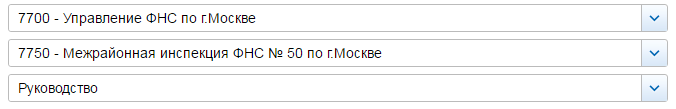 7700 - Управление ФНС по г.Москве
7750 - Межрайонная инспекция ФНС № 50 по г.Москве
Руководство